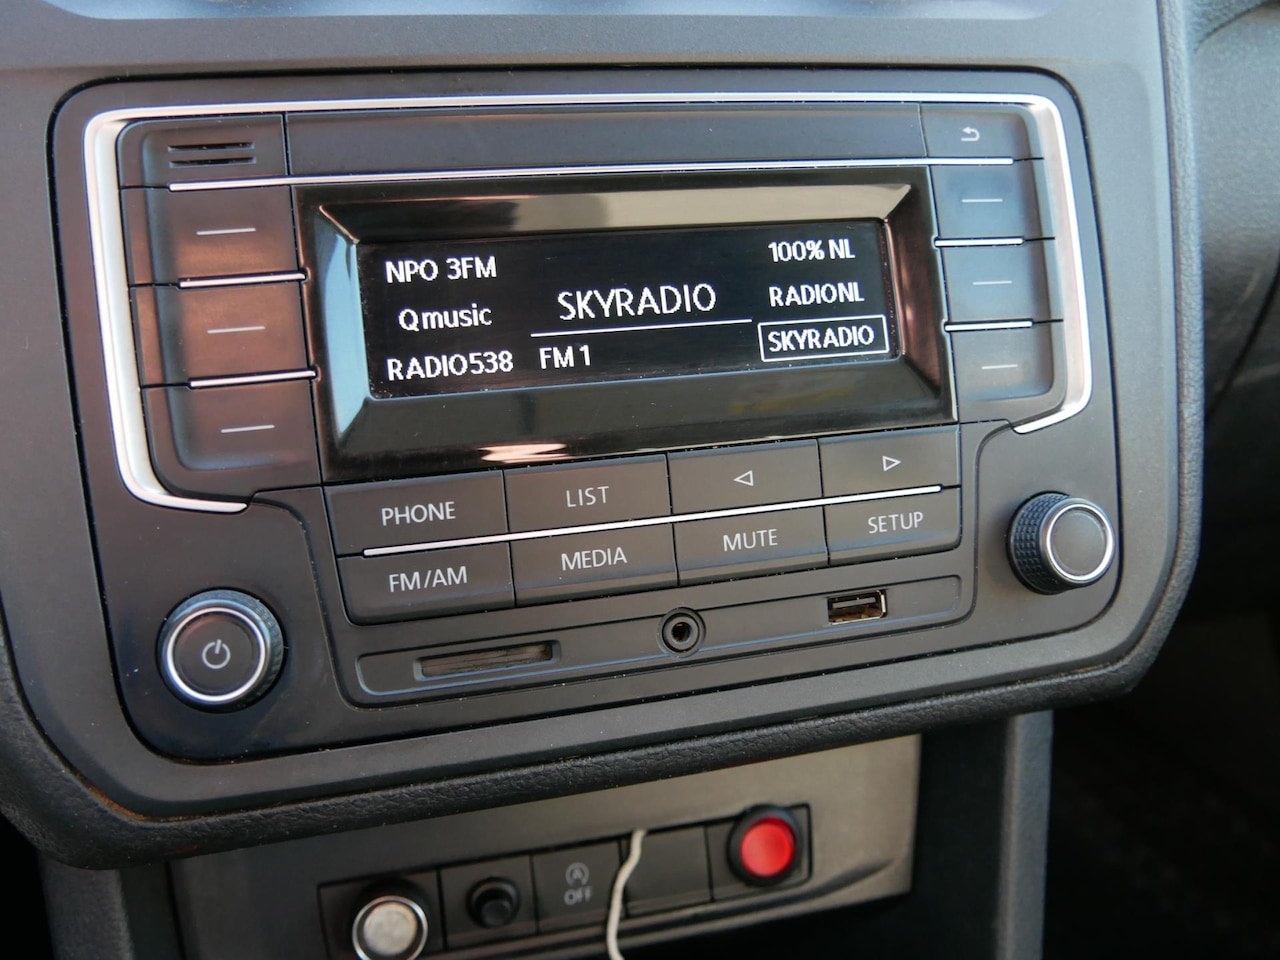 NPO 3FM
Qmusic
RADIO538
SKYRADIO
FM 1
100% NL
RADIONL
SKYRADIO
PHONE
LIST
FM/AM
MEDIA
MUTE
SETUP
A
OFF